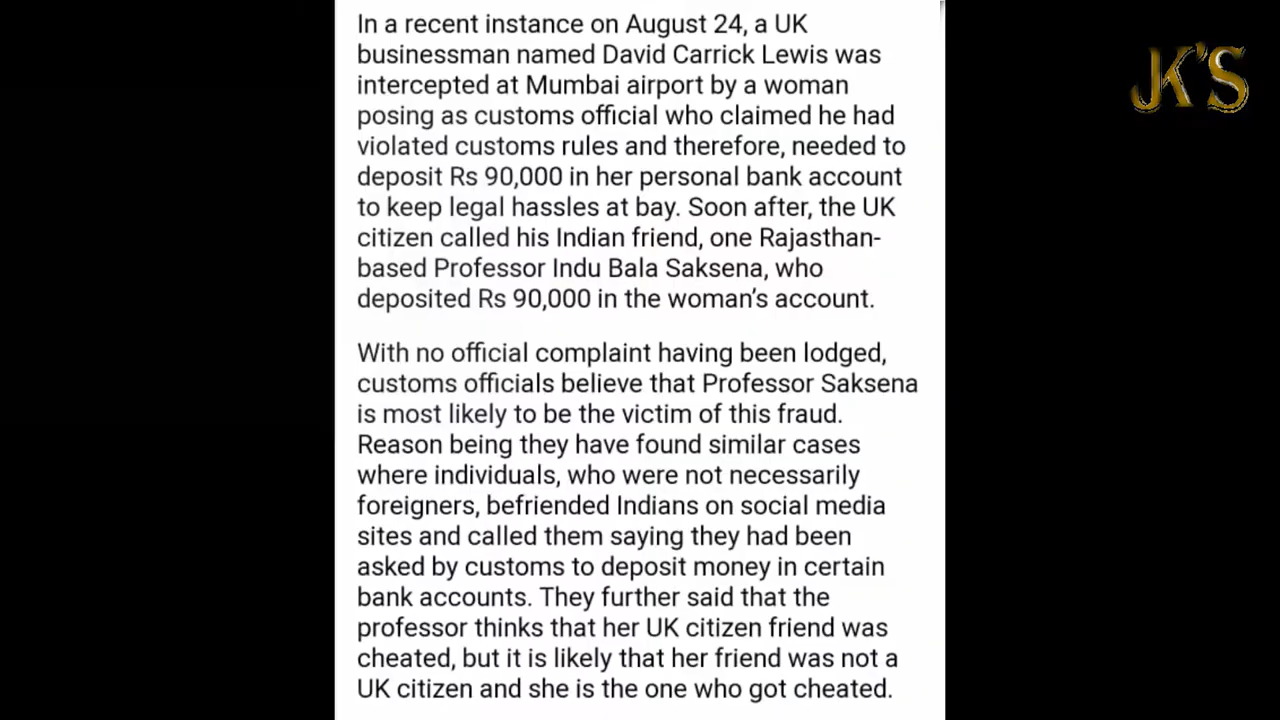 JK'S
In a recent instance on August 24, a UK
businessman named David Carrick Lewis was
intercepted at Mumbai airport by a woman
posing as customs official who claimed he had
violated customs rules and therefore, needed to
deposit Rs 90,000 in her personal bank account
to keep legal hassles at bay. Soon after, the UK
citizen called his Indian friend, one Rajasthan-
based Professor Indu Bala Saksena, who
deposited Rs 90,000 in the woman's account.
With no official complaint having been lodged,
customs officials believe that Professor Saksena
is most likely to be the victim of this fraud.
Reason being they have found similar cases
where individuals, who were not necessarily
foreigners, befriended Indians on social media
sites and called them saying they had been
asked by customs to deposit money in certain
bank accounts. They further said that the
professor thinks that her UK citizen friend was
cheated, but it is likely that her friend was not a
UK citizen and she is the one who got cheated.